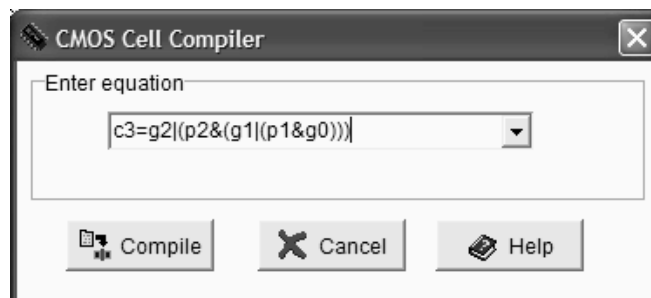 CMOS Cell Compiler
Enter equation
c3=g2|(p2&(g1|(p1&g0)))
Compile Cancel Help